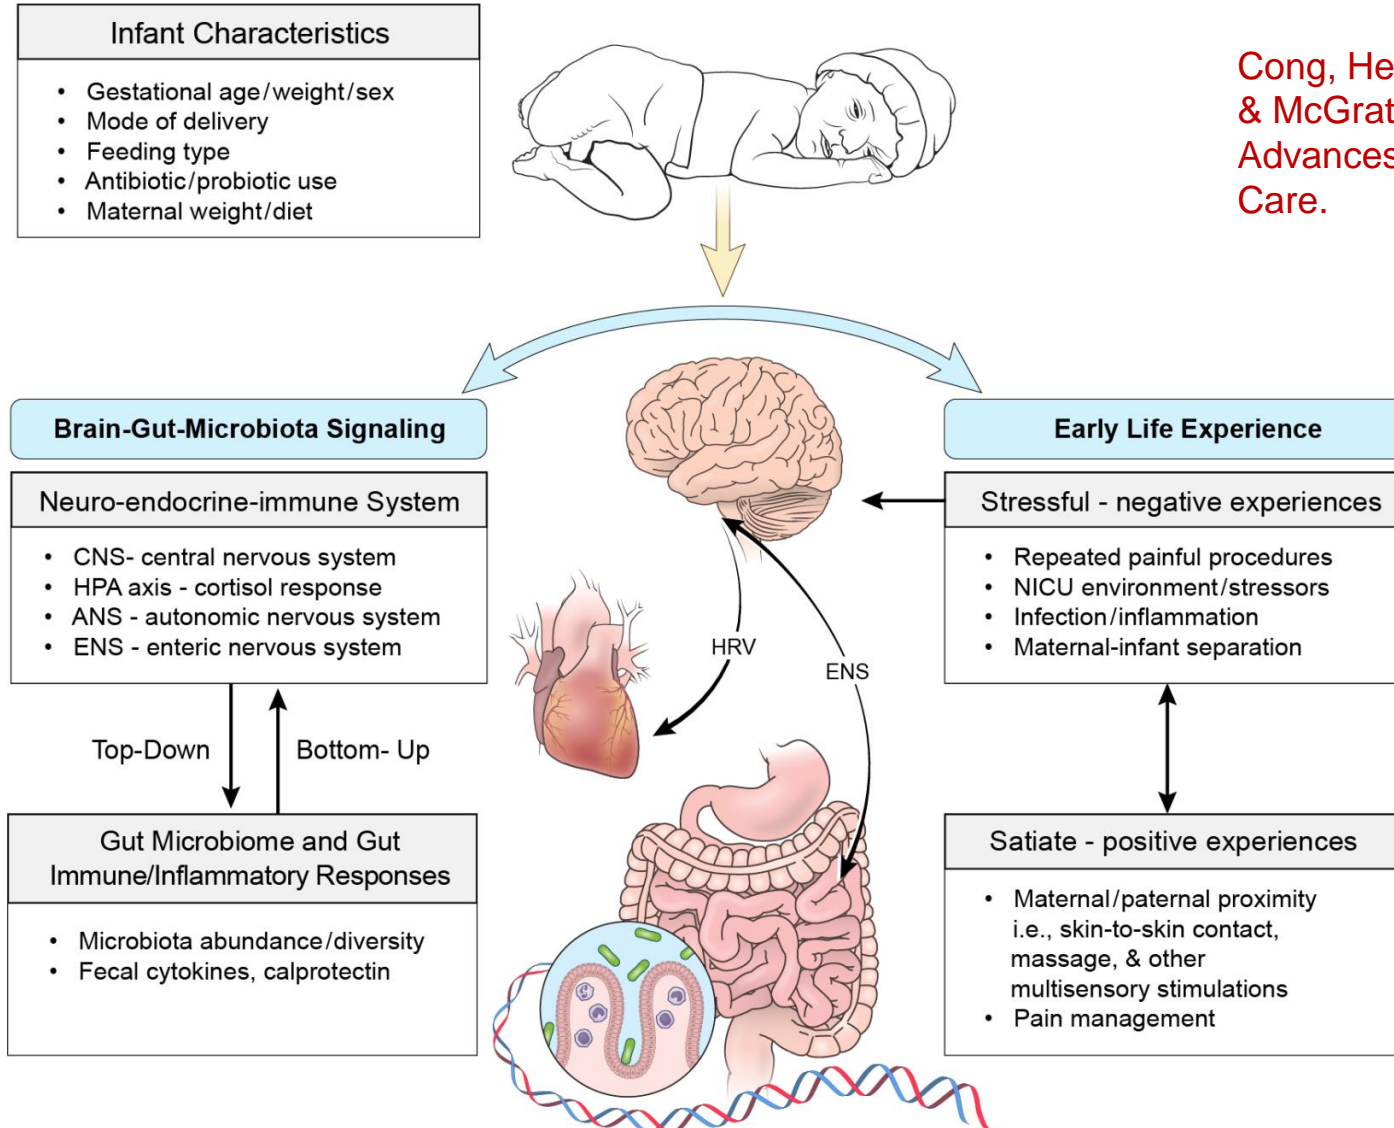 Infant Characteristics
• Gestational age/weight/sex
• Mode of delivery
• Feeding type
• Antibiotic/probiotic use
• Maternal weight/diet
Cong, He
& McGrat
Advances
Care.
Brain-Gut-Microbiota Signaling
Neuro-endocrine-immune System
• CNS- central nervous system
• HPA axis - cortisol response
• ANS - autonomic nervous system
• ENS - enteric nervous system
Top-Down
Bottom- Up
Gut Microbiome and Gut
Immune/Inflammatory Responses
• Microbiota abundance/diversity
• Fecal cytokines, calprotectin
HRV
ENS
Early Life Experience
Stressful - negative experiences
• Repeated painful procedures
• NICU environment/stressors
• Infection/inflammation
• Maternal-infant separation
Satiate - positive experiences
• Maternal/paternal proximity
i.e., skin-to-skin contact,
massage, & other
multisensory stimulations
• Pain management